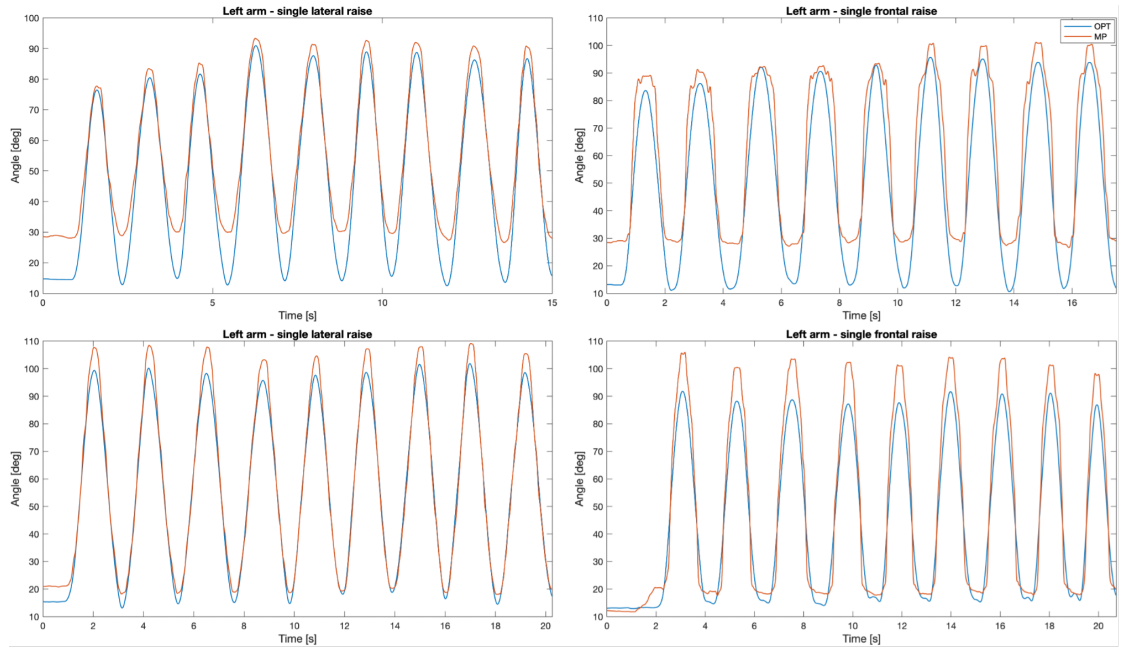 Left arm - single lateral raise
100
90
80
70
60
50
40
30
20
10
Angle [deg]
0 5 10 15
Time [s]
Left arm - single frontal raise
OPT
MP
110
100
90
80
70
60
50
40
30
20
10
Angle [deg]
0 2 4 6 8 10 12 14 16
Time [s]
Left arm - single lateral raise
110
100
90
80
70
60
50
40
30
20
10
Angle [deg]
0 2 4 6 8 10 12 14 16 18 20
Time [s]
Left arm - single frontal raise
110
100
90
80
70
60
50
40
30
20
10
Angle [deg]
0 2 4 6 8 10 12 14 16 18 20
Time [s]